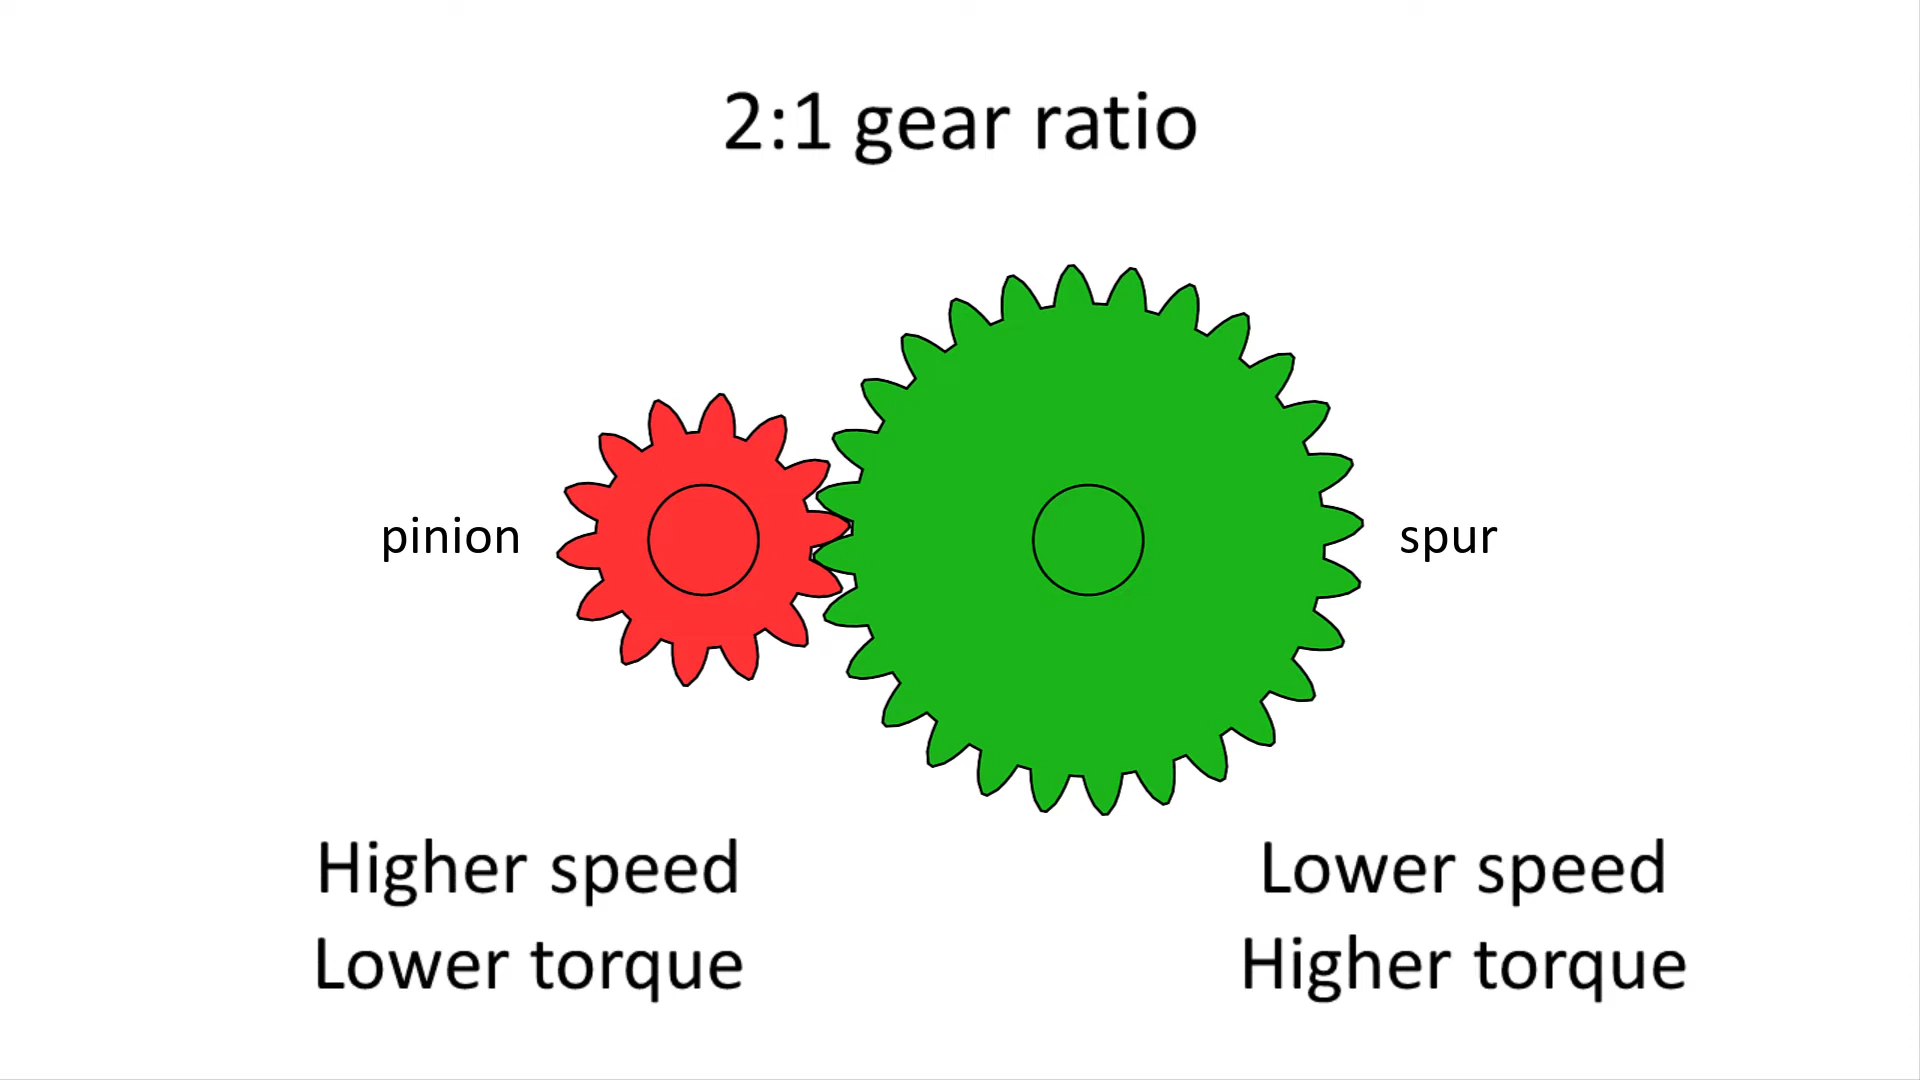 2:1 gear ratio
pinion
spur
Higher speed
Lower torque
Lower speed
Higher torque